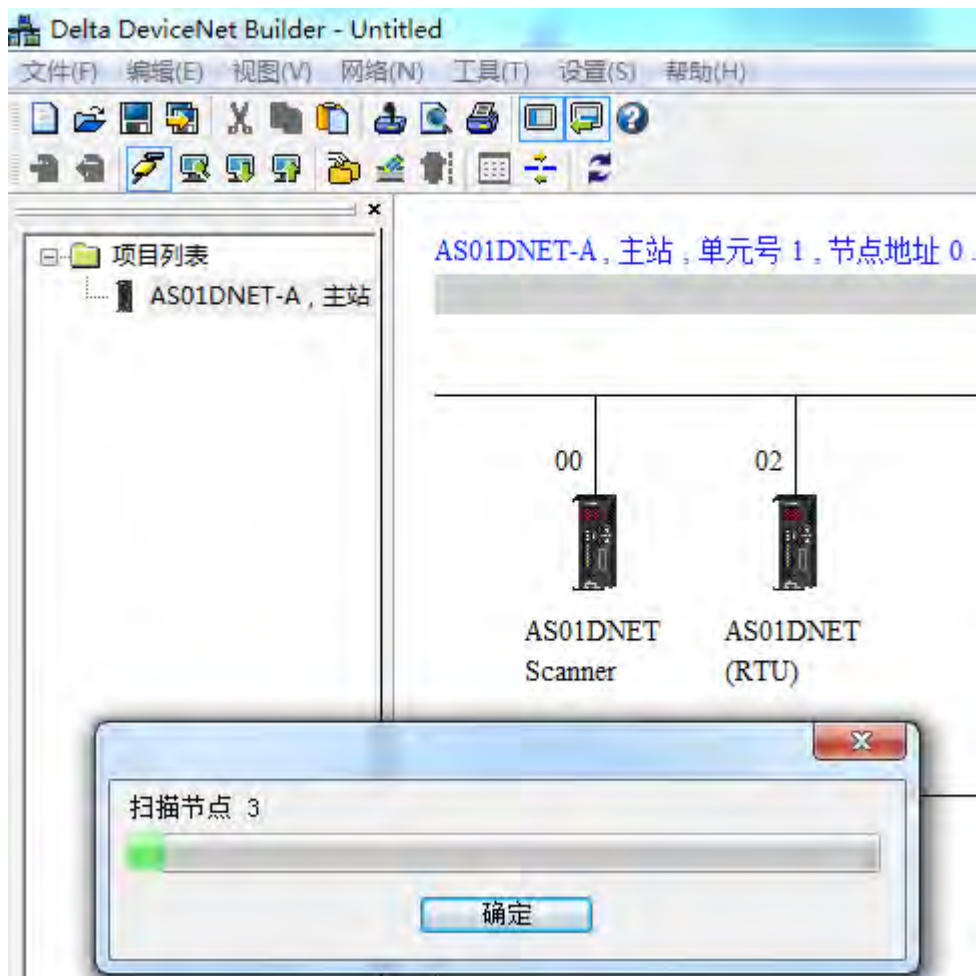 Delta DeviceNet Builder - Untitled
文件(F) 编辑(E) 视图(V) 网络(N) 工具(T) 设置(S) 帮助(H)
项目列表
AS01DNET-A , 主站
AS01DNET-A , 主站 , 单元号 1 , 节点地址 0
00
02
AS01DNET
Scanner
AS01DNET
(RTU)
扫描节点 3
确定